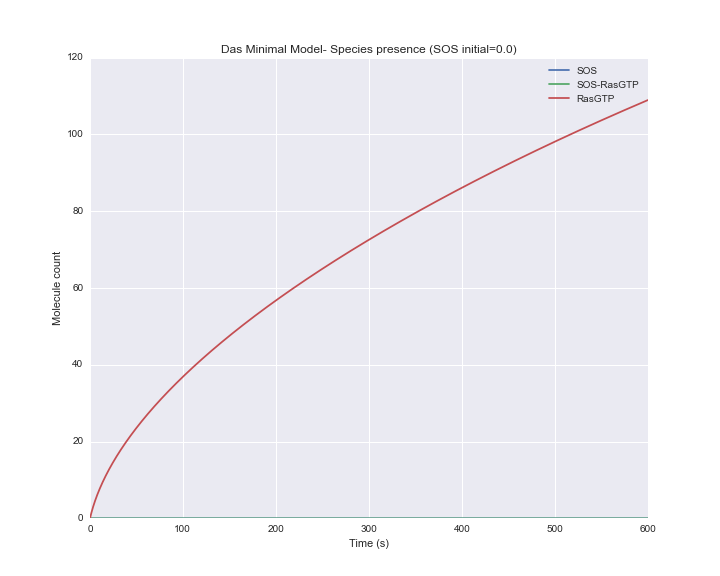 Das Minimal Model- Species presence (SOS initial=0.0)
120
100
80
60
40
20
0
Molecule count
SOS
SOS-RasGTP
RasGTP
0 100 200 300 400 500 600
Time (s)